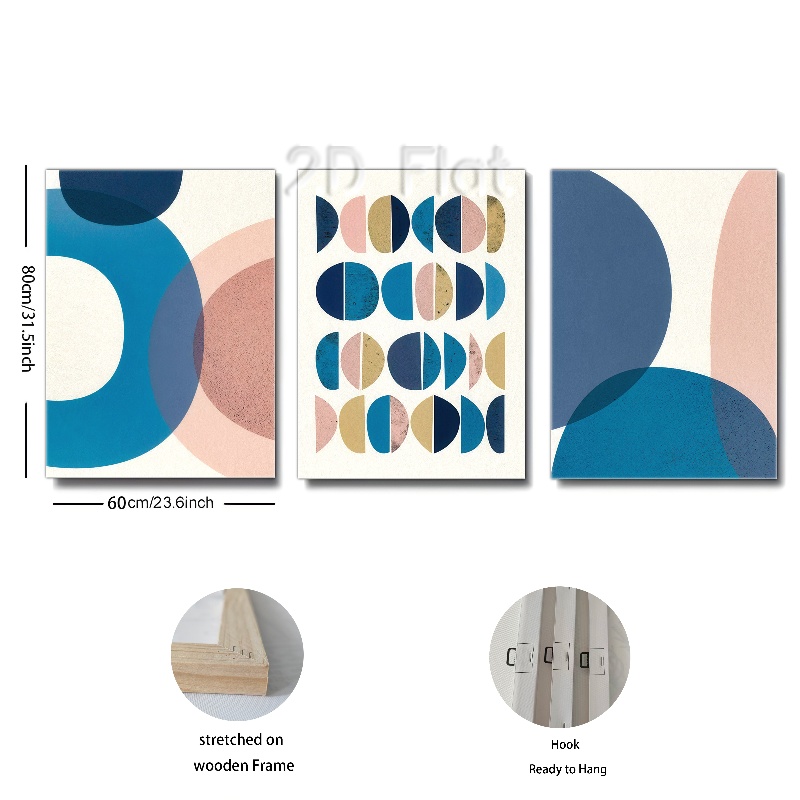 2D Flat
80cm/31.5inch
60cm/23.6inch
stretched on
wooden Frame
Hook
Ready to Hang